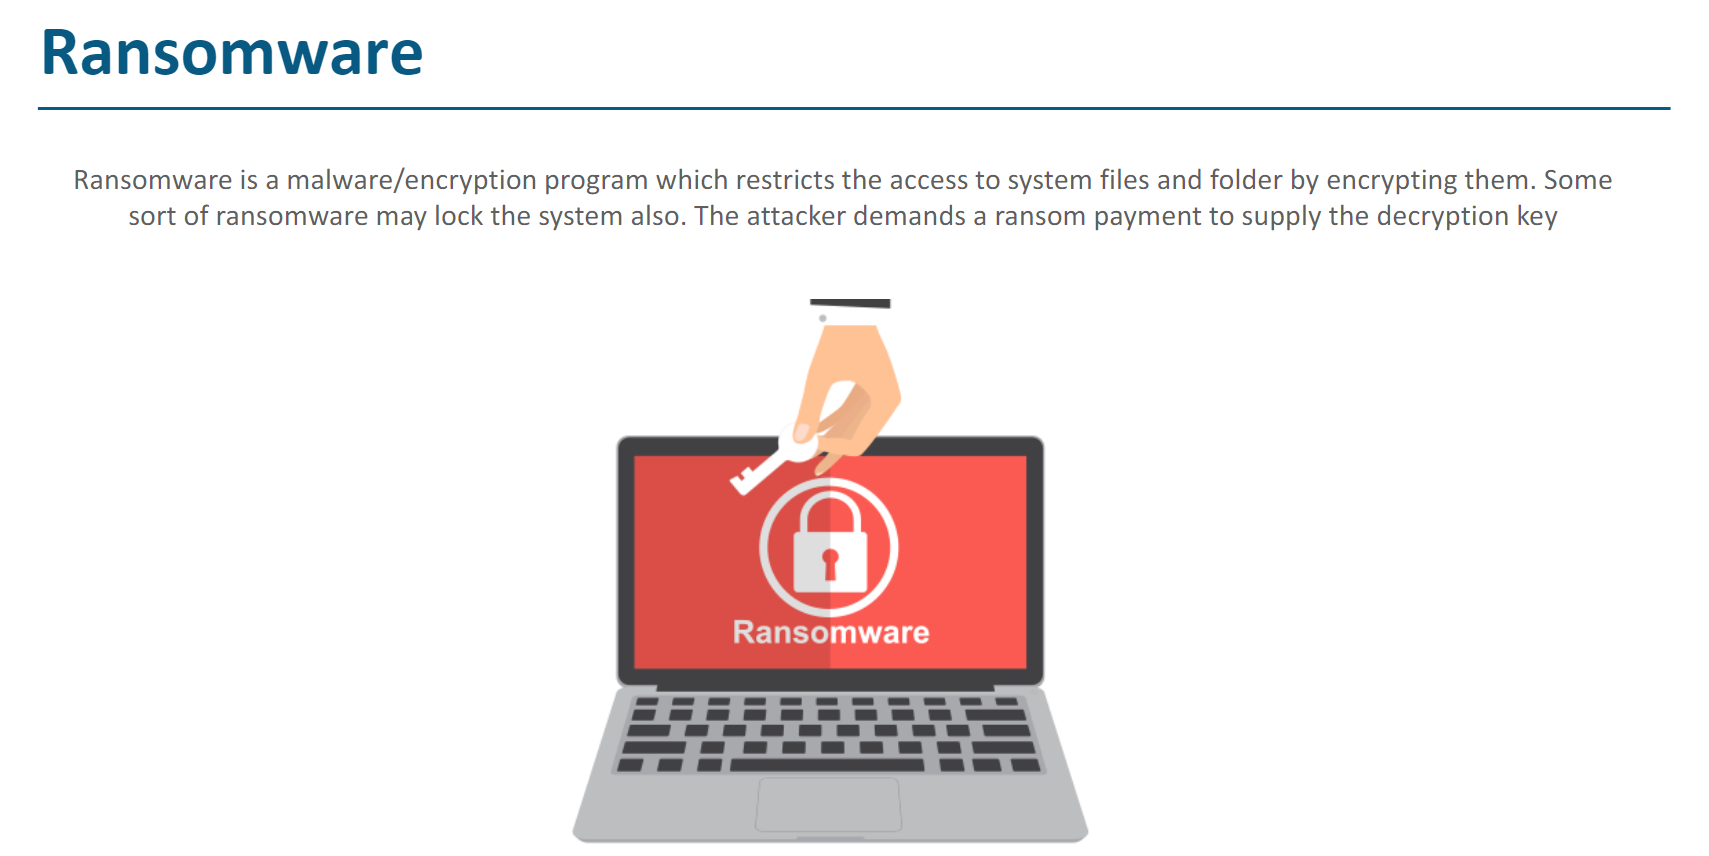 Ransomware
Ransomware is a malware/encryption program which restricts the access to system files and folder by encrypting them. Some
sort of ransomware may lock the system also. The attacker demands a ransom payment to supply the decryption key
Ransomware